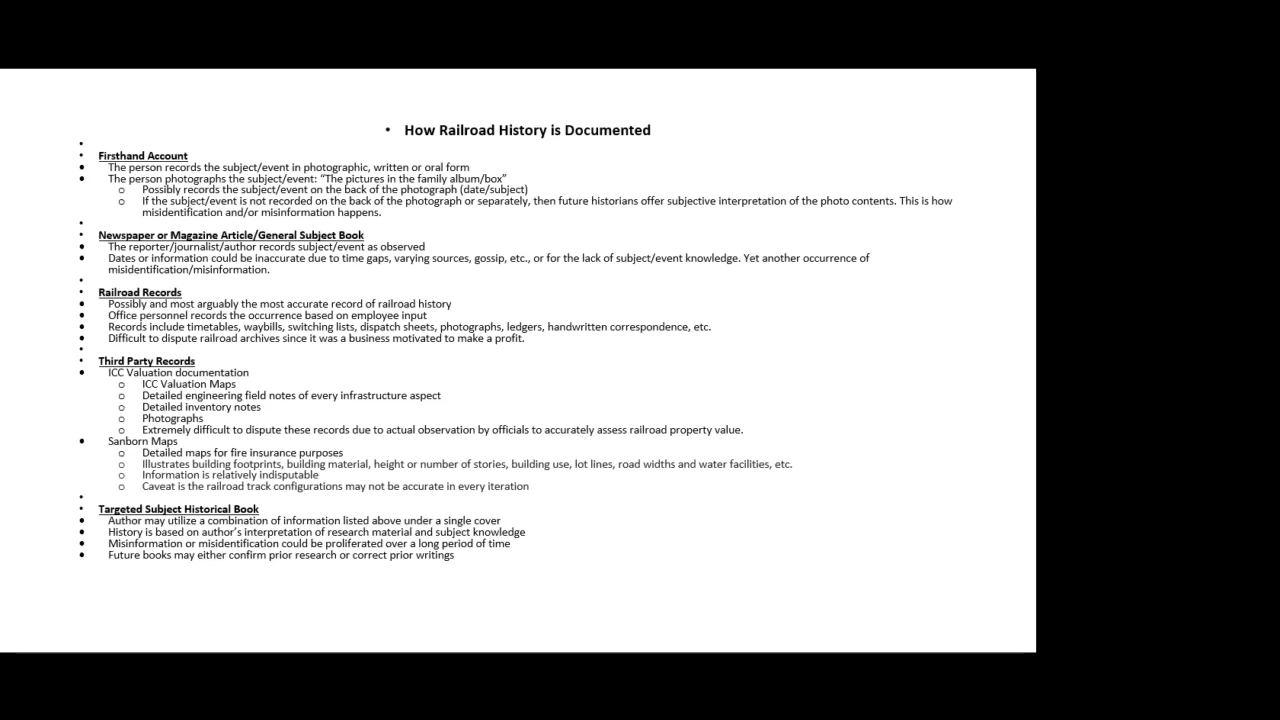 • How Railroad History is Documented
•
• Firsthand Account
• The person records the subject/event in photographic, written or oral form
• The person photographs the subject/event: “The pictures in the family album/box”
o Possibly records the subject/event on the back of the photograph (date/subject)
o If the subject/event is not recorded on the back of the photograph or separately, then future historians offer subjective interpretation of the photo contents. This is how
misidentification and/or misinformation happens.
•
• Newspaper or Magazine Article/General Subject Book
• The reporter/journalist/author records subject/event as observed
• Dates or information could be inaccurate due to time gaps, varying sources, gossip, etc., or for the lack of subject/event knowledge. Yet another occurrence of
misidentification/misinformation.
•
• Railroad Records
• Possibly and most arguably the most accurate record of railroad history
• Office personnel records the occurrence based on employee input
• Records include timetables, waybills, switching lists, dispatch sheets, photographs, ledgers, handwritten correspondence, etc.
• Difficult to dispute railroad archives since it was a business motivated to make a profit.
•
• Third Party Records
• ICC Valuation documentation
o ICC Valuation Maps
o Detailed engineering field notes of every infrastructure aspect
o Detailed inventory notes
o Photographs
o Extremely difficult to dispute these records due to actual observation by officials to accurately assess railroad property value.
• Sanborn Maps
o Detailed maps for fire insurance purposes
o Illustrates building footprints, building material, height or number of stories, building use, lot lines, road widths and water facilities, etc.
o Information is relatively indisputable
o Caveat is the railroad track configurations may not be accurate in every iteration
•
• Targeted Subject Historical Book
• Author may utilize a combination of information listed above under a single cover
• History is based on author’s interpretation of research material and subject knowledge
• Misinformation or misidentification could be proliferated over a long period of time
• Future books may either confirm prior research or correct prior writings